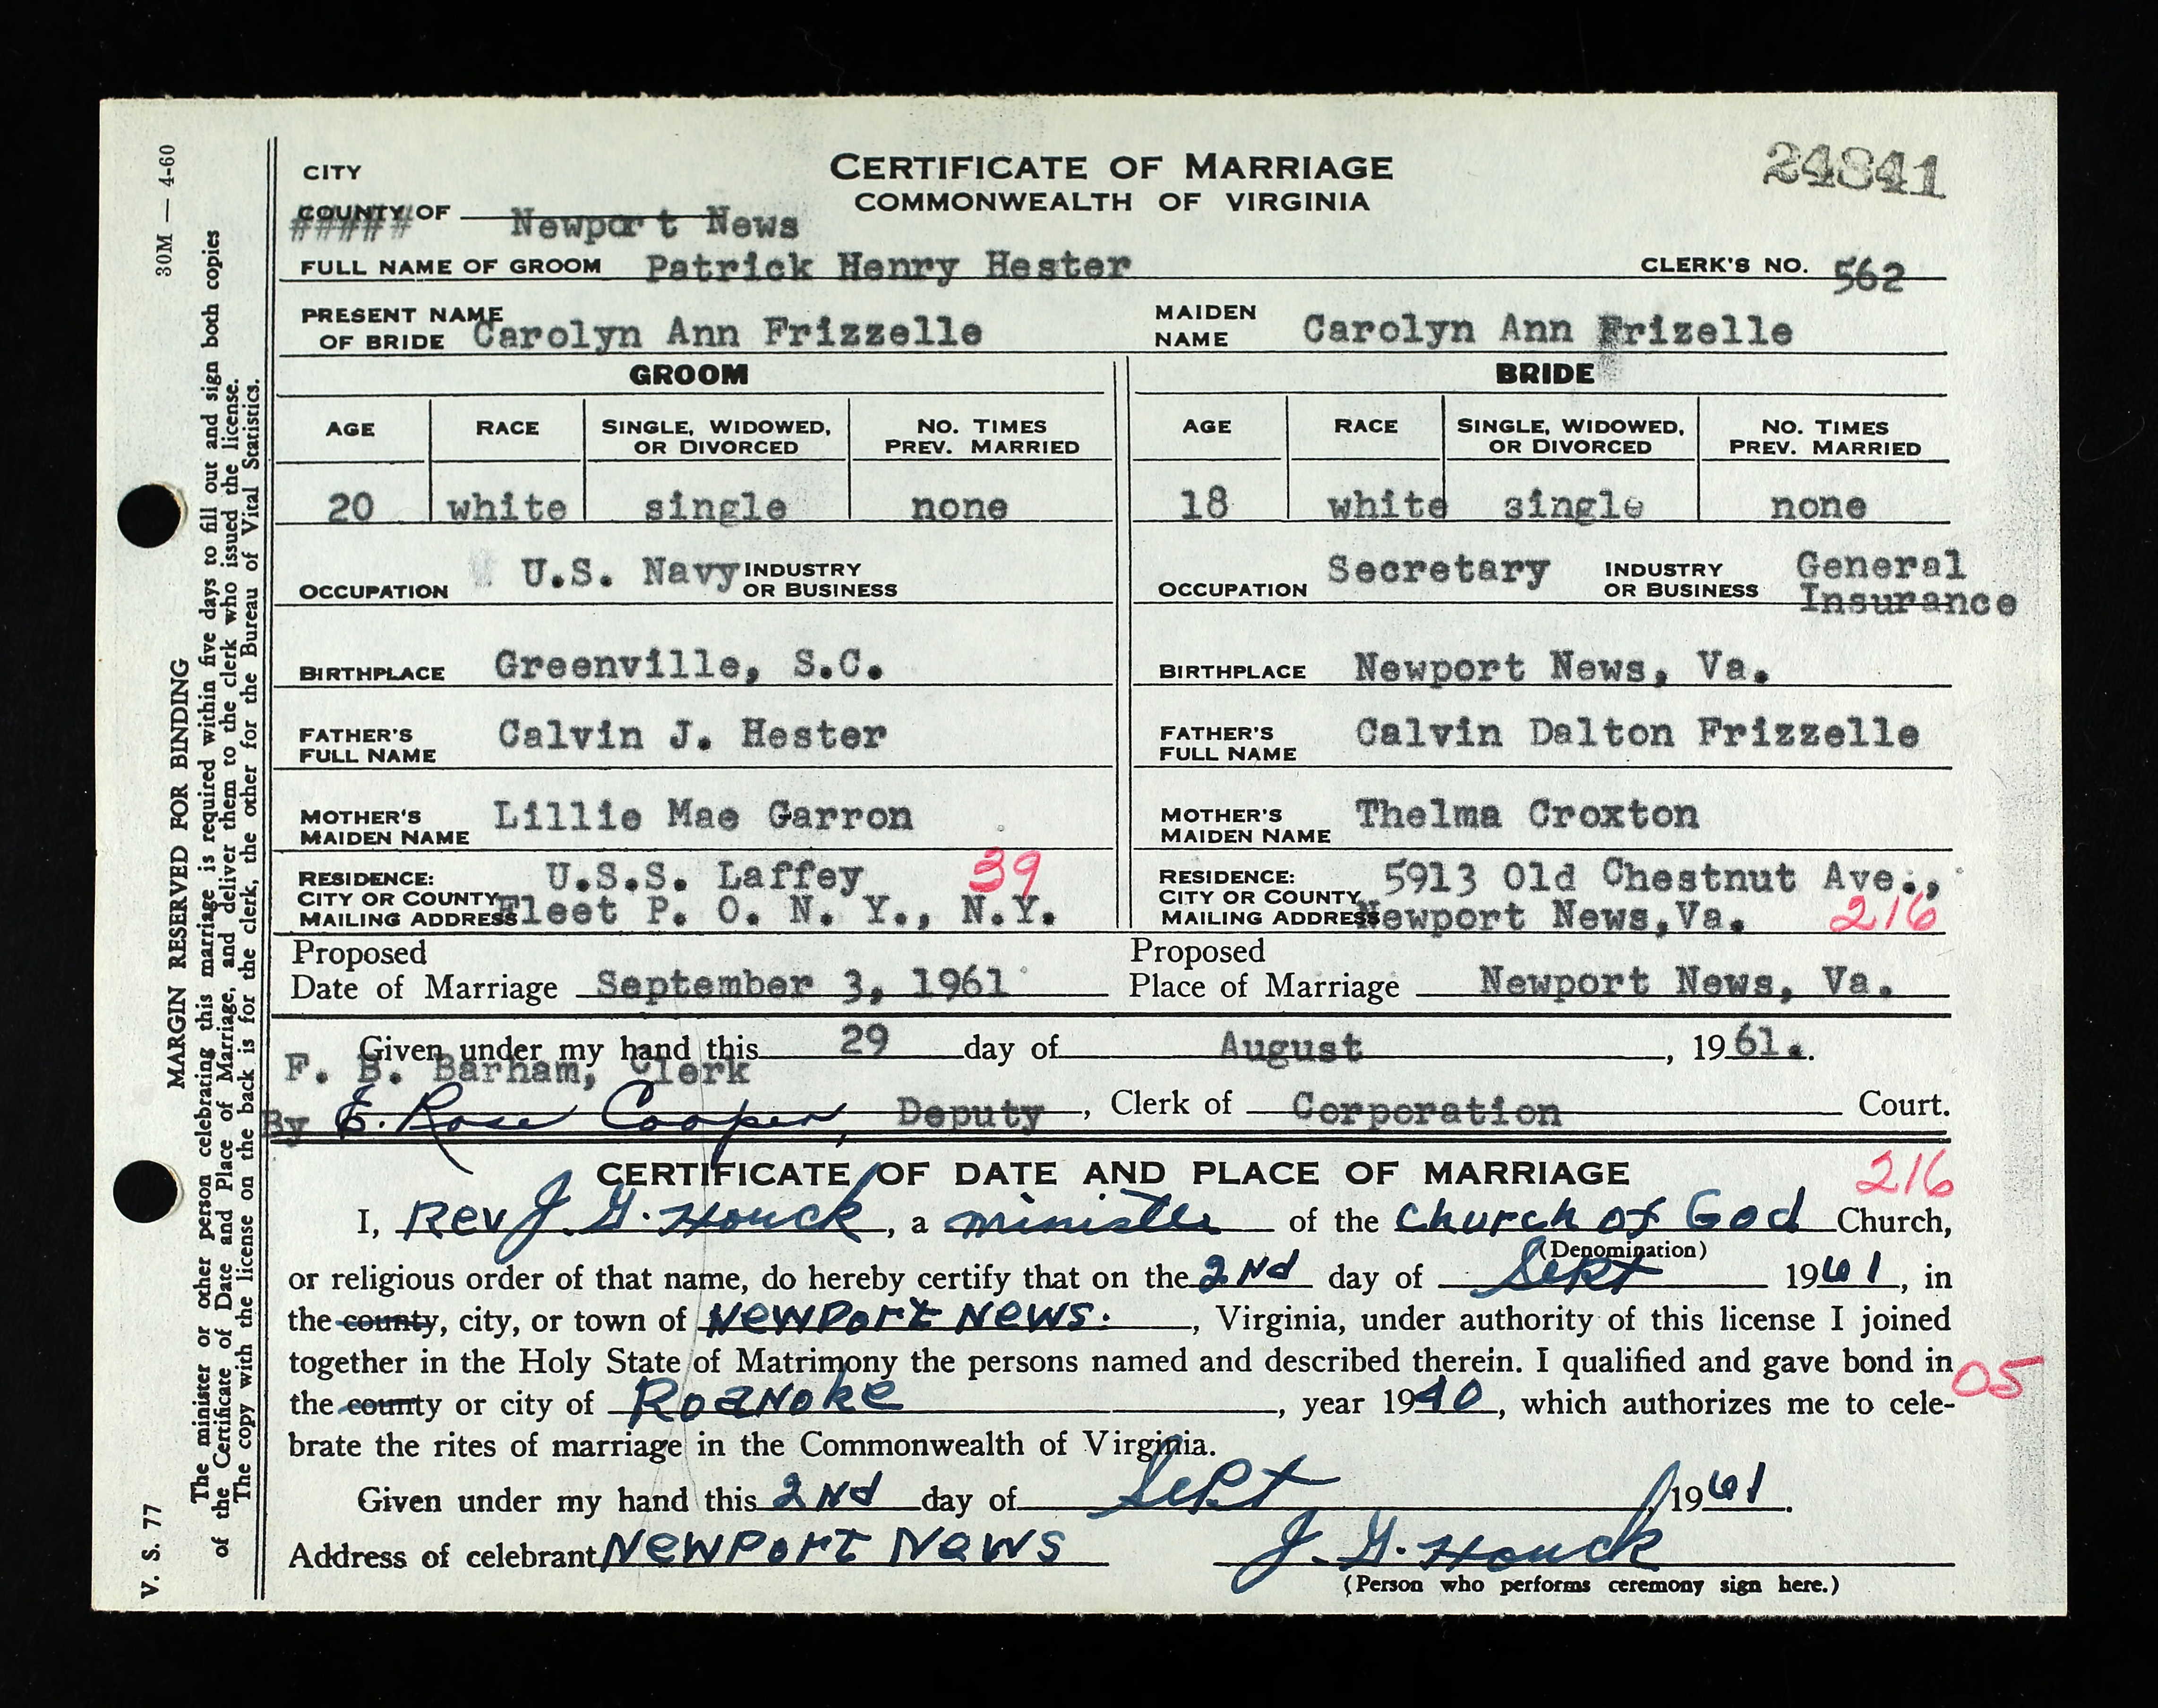 CITY
CERTIFICATE OF MARRIAGE
24841
COUNTY OF Newport News
#####
COMMONWEALTH OF VIRGINIA
FULL NAME OF GROOM Patrick Henry Hester CLERK'S NO. 562
PRESENT NAME OF BRIDE Carolyn Ann Frizzelle MAIDEN NAME Carolyn Ann Frizelle
GROOM BRIDE
AGE RACE SINGLE, WIDOWED, OR DIVORCED NO. TIMES PREV. MARRIED AGE RACE SINGLE, WIDOWED, OR DIVORCED NO. TIMES PREV. MARRIED
20 white single none 18 white single none
OCCUPATION U.S. Navy INDUSTRY OR BUSINESS OCCUPATION Secretary INDUSTRY OR BUSINESS General Insurance
BIRTHPLACE Greenville, S.C. BIRTHPLACE Newport News, Va.
FATHER'S FULL NAME Calvin J. Hester FATHER'S FULL NAME Calvin Dalton Frizzelle
MOTHER'S MAIDEN NAME Lillie Mae Garron MOTHER'S MAIDEN NAME Thelma Croxton
RESIDENCE: U.S.S. Laffey 39 RESIDENCE: 5913 Old Chestnut Ave.,
CITY OR COUNTY MAILING ADDRESS Fleet P. O. N. Y., N.Y. CITY OR COUNTY MAILING ADDRESS Newport News,Va. 216
Proposed Date of Marriage September 3, 1961 Proposed Place of Marriage Newport News, Va.
Given under my hand this 29 day of August, 1961.
F. B. Barham, Clerk
By E. Rose Cooper, Deputy, Clerk of Corporation Court.
CERTIFICATE OF DATE AND PLACE OF MARRIAGE 216
I, Rev J. G. Houck, a minister of the Church of God Church,
(Denomination)
or religious order of that name, do hereby certify that on the 2nd day of Sept 1961, in
the county, city, or town of Newport News., Virginia, under authority of this license I joined
together in the Holy State of Matrimony the persons named and described therein. I qualified and gave bond in 05
the county or city of Roanoke, year 1940, which authorizes me to cele-
brate the rites of marriage in the Commonwealth of Virginia.
Given under my hand this 2nd day of Sept, 1961.
Address of celebrant Newport News J. G. Houck
(Person who performs ceremony sign here.)
V. S. 77 MARGIN RESERVED FOR BINDING 30M — 4-60
The minister or other person celebrating this marriage is required within five days to fill out and sign both copies
of the Certificate of Date and Place of Marriage, and deliver them to the clerk who issued the license.
The copy with the license on the back is for the clerk, the other for the Bureau of Vital Statistics.